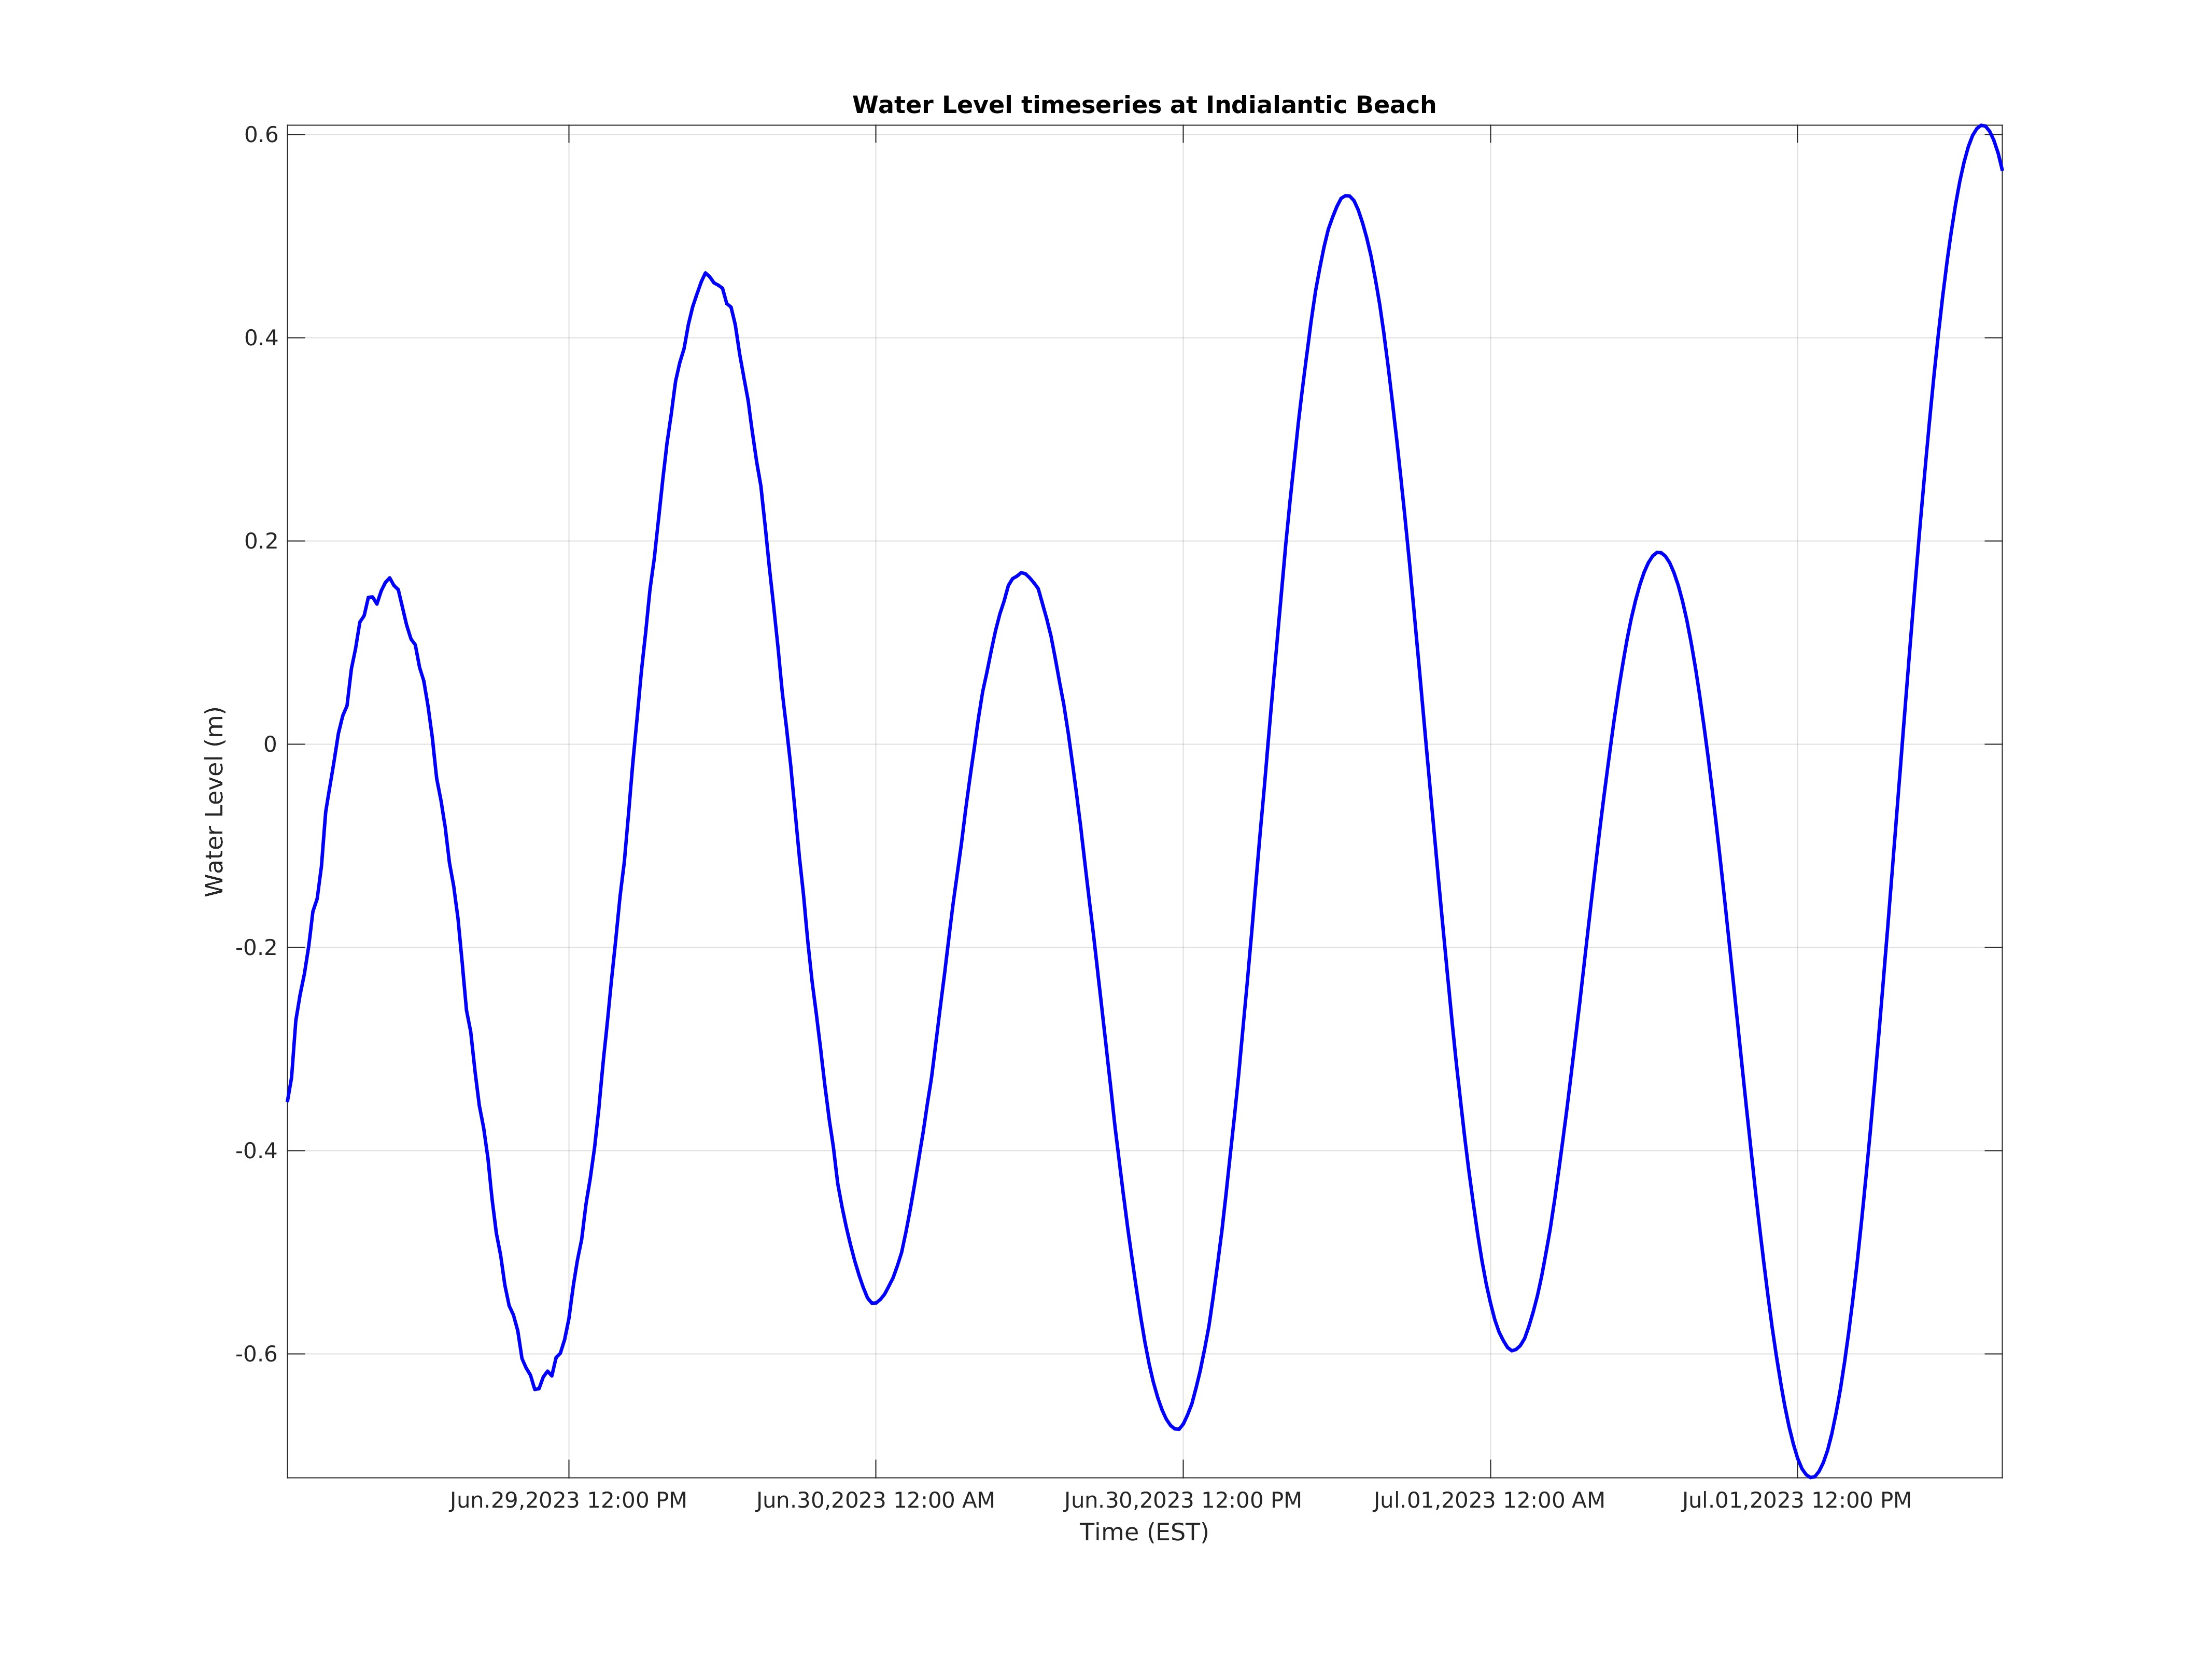 Water Level timeseries at Indialantic Beach
0.6
0.4
0.2
0
-0.2
-0.4
-0.6
Water Level (m)
Jun.29,2023 12:00 PM
Jun.30,2023 12:00 AM
Jun.30,2023 12:00 PM
Jul.01,2023 12:00 AM
Jul.01,2023 12:00 PM
Time (EST)